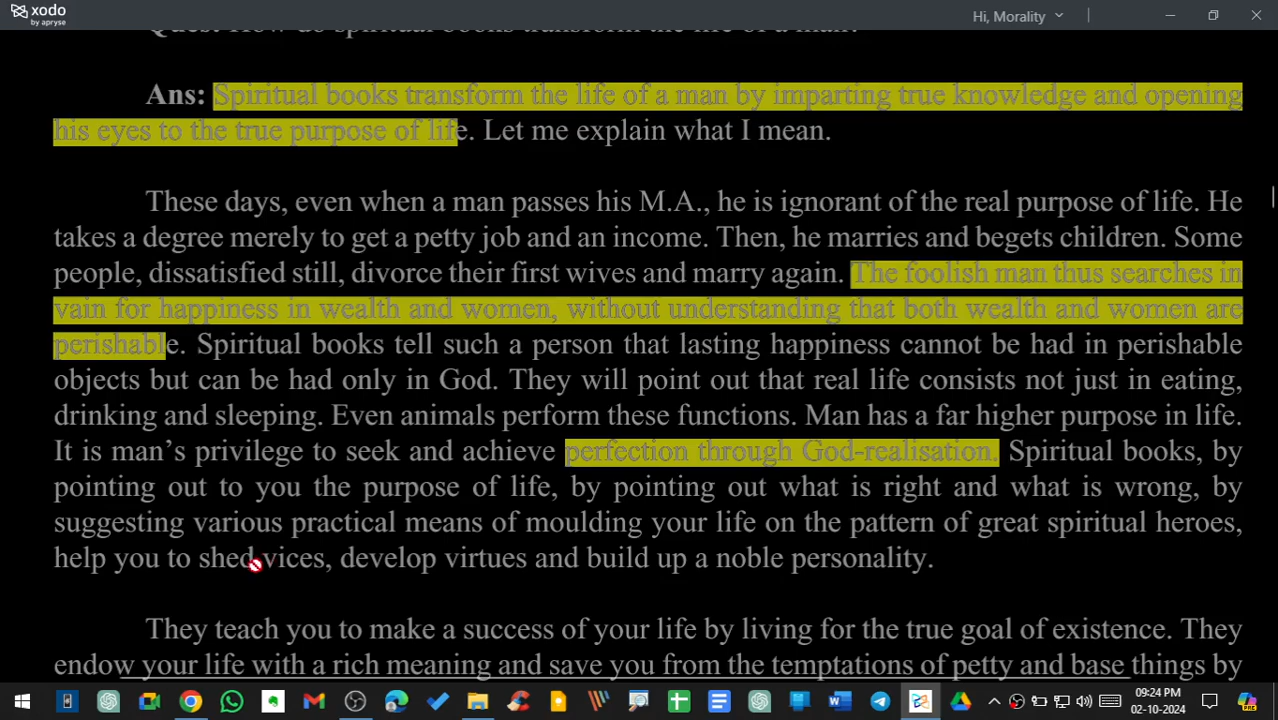 xodo
by apryse
Hi, Morality
Ques: How do spiritual books transform the life of a man?
Ans: Spiritual books transform the life of a man by imparting true knowledge and opening
his eyes to the true purpose of life. Let me explain what I mean.
These days, even when a man passes his M.A., he is ignorant of the real purpose of life. He
takes a degree merely to get a petty job and an income. Then, he marries and begets children. Some
people, dissatisfied still, divorce their first wives and marry again. The foolish man thus searches in
vain for happiness in wealth and women, without understanding that both wealth and women are
perishable. Spiritual books tell such a person that lasting happiness cannot be had in perishable
objects but can be had only in God. They will point out that real life consists not just in eating,
drinking and sleeping. Even animals perform these functions. Man has a far higher purpose in life.
It is man’s privilege to seek and achieve perfection through God-realisation. Spiritual books, by
pointing out to you the purpose of life, by pointing out what is right and what is wrong, by
suggesting various practical means of moulding your life on the pattern of great spiritual heroes,
help you to shed vices, develop virtues and build up a noble personality.
They teach you to make a success of your life by living for the true goal of existence. They
endow your life with a rich meaning and save you from the temptations of petty and base things by
09:24 PM
02-10-2024
PRE